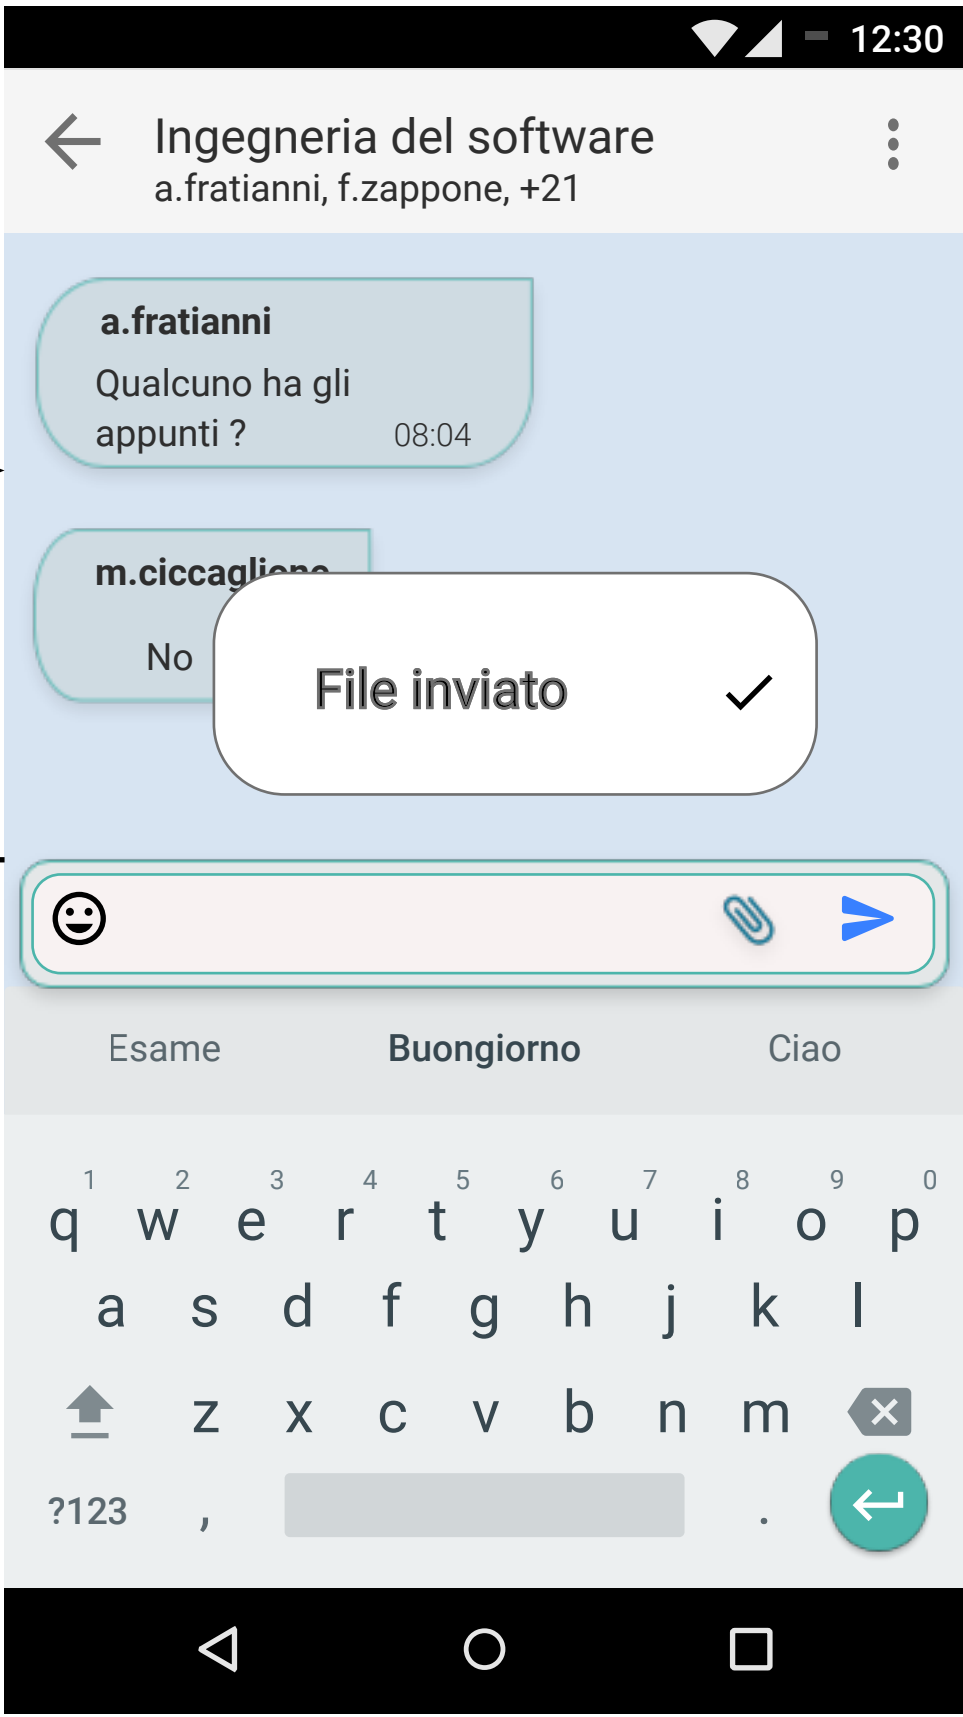 12:30
Ingegneria del software
a.fratianni, f.zappone, +21
a.fratianni
Qualcuno ha gli
appunti ? 08:04
m.ciccaglione
No
File inviato
Esame Buongiorno Ciao
1 2 3 4 5 6 7 8 9 0
q w e r t y u i o p
a s d f g h j k l
z x c v b n m
?123 , .